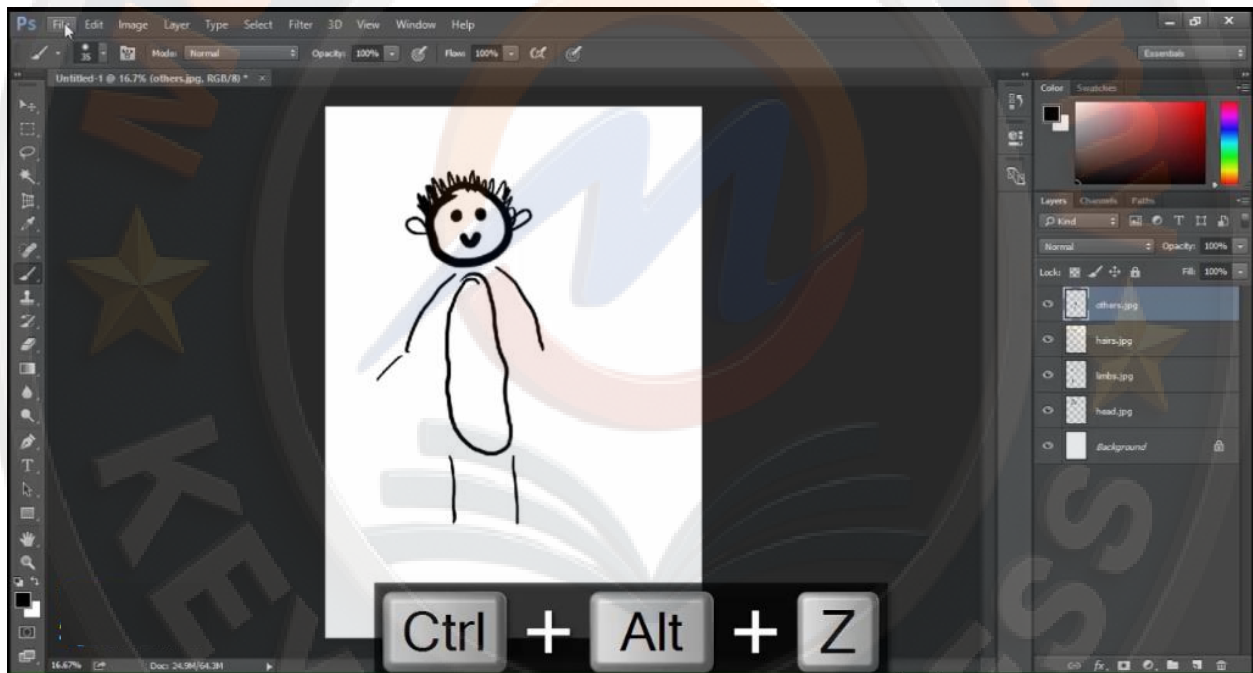 Ps File Edit Image Layer Type Select Filter 3D View Window Help
35 Mode: Normal Opacity: 100% Flow: 100% Essentials
Untitled-1 @ 16.7% (others.jpg, RGB/8) * ×
Color Swatches
Layers Channels Paths
Kind
Normal Opacity: 100%
Lock: Fill: 100%
others.jpg
hairs.jpg
limbs.jpg
head.jpg
Background
Ctrl + Alt + Z
16.67% Doc: 24.9M/64.3M